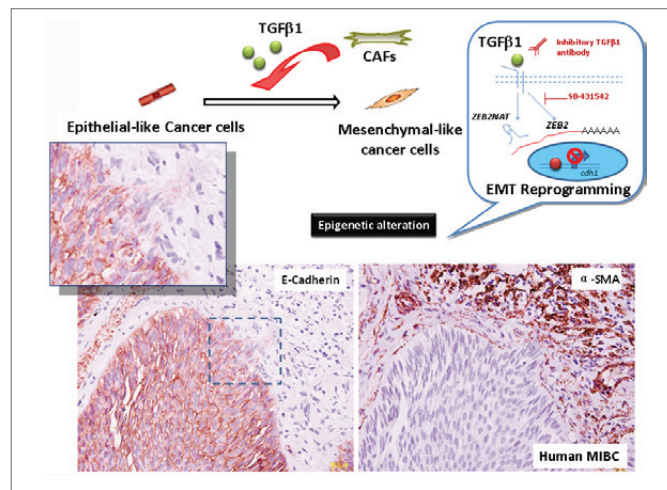 TGFβ1
CAFs
Epithelial-like Cancer cells
Mesenchymal-like
cancer cells
TGFβ1
Inhibitory TGFβ1
antibody
SB-431542
ZEB2NAT
ZEB2
AAAAAA
cdh1
EMT Reprogramming
Epigenetic alteration
E-Cadherin
α-SMA
Human MIBC